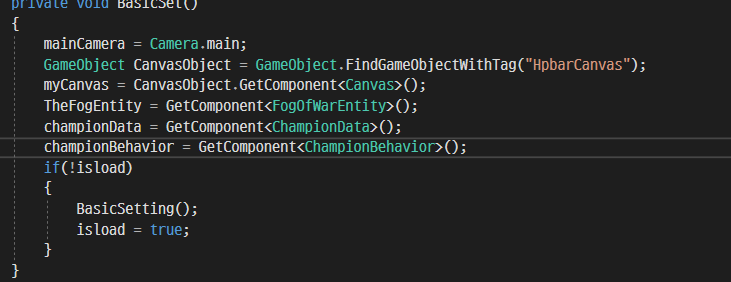 private void BasicSet()
{
mainCamera = Camera.main;
GameObject CanvasObject = GameObject.FindGameObjectWithTag("HpbarCanvas");
myCanvas = CanvasObject.GetComponent<Canvas>();
TheFogEntity = GetComponent<FogOfWarEntity>();
championData = GetComponent<ChampionData>();
championBehavior = GetComponent<ChampionBehavior>();
if(!isload)
{
BasicSetting();
isload = true;
}
}